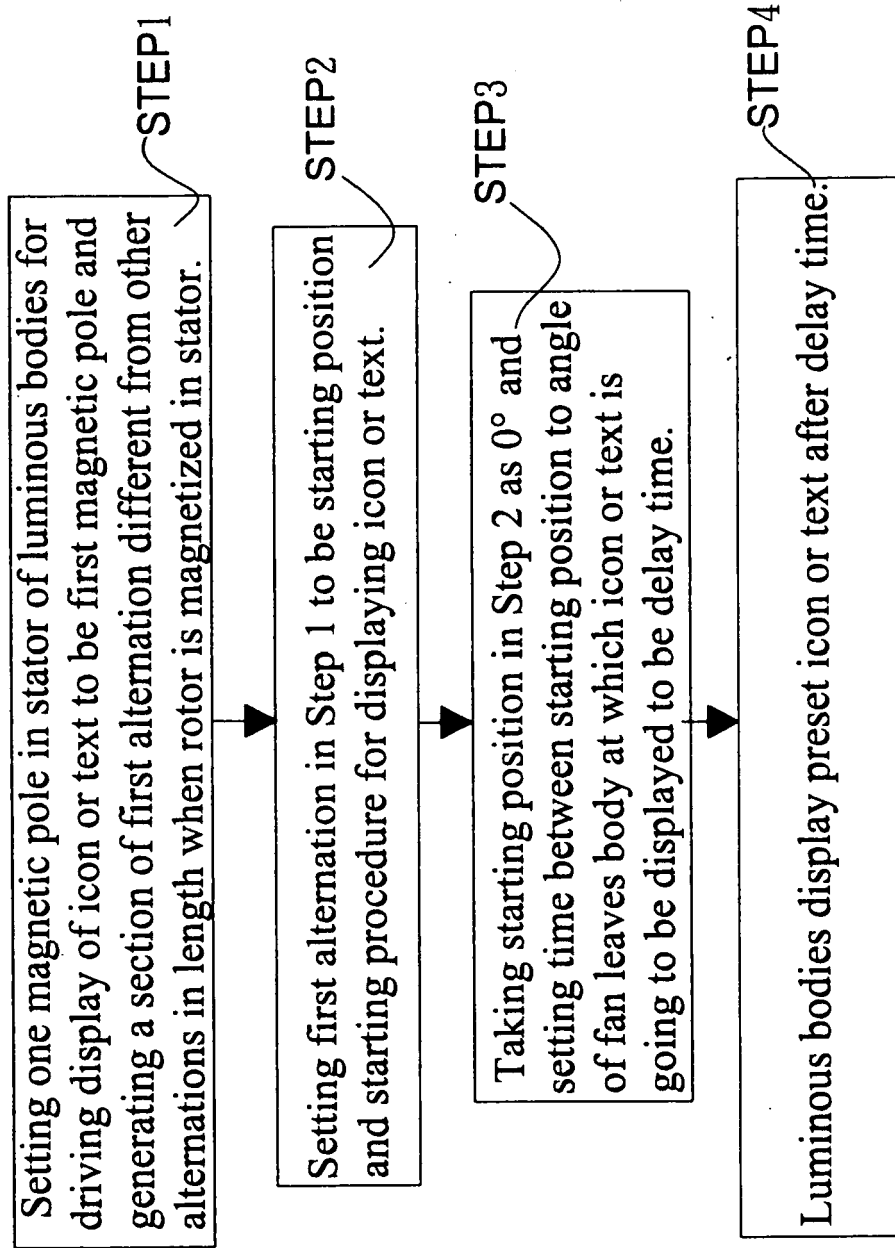 Setting one magnetic pole in stator of luminous bodies for
driving display of icon or text to be first magnetic pole and
generating a section of first alternation different from other
alternations in length when rotor is magnetized in stator.
STEP1
Setting first alternation in Step 1 to be starting position
and starting procedure for displaying icon or text.
STEP2
Taking starting position in Step 2 as 0° and
setting time between starting position to angle
of fan leaves body at which icon or text is
going to be displayed to be delay time.
STEP3
Luminous bodies display preset icon or text after delay time.
STEP4